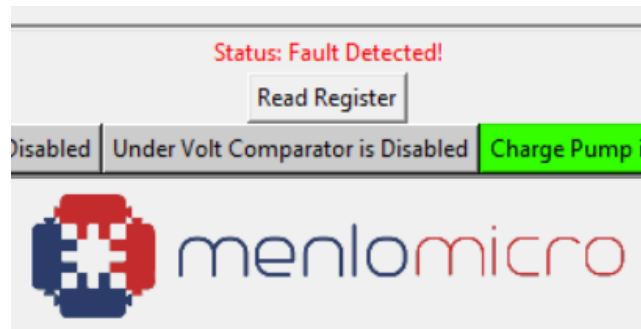 Status: Fault Detected!
Read Register
Disabled Under Volt Comparator is Disabled Charge Pump
menlomicro